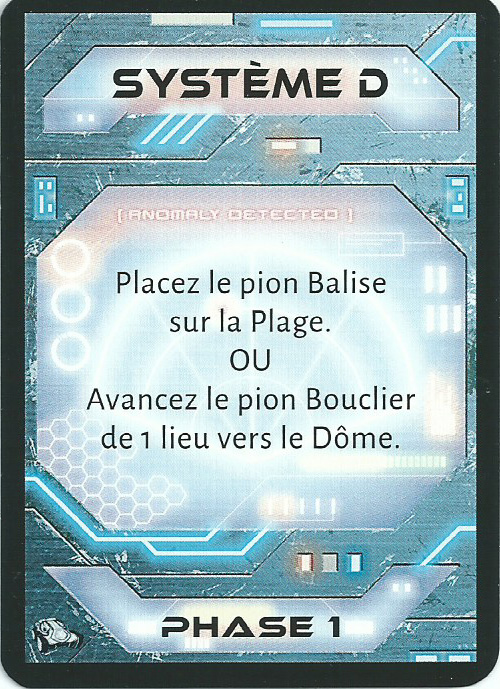 SYSTÈME D
[ ANOMALY DETECTED ]
Placez le pion Balise
sur la Plage.
OU
Avancez le pion Bouclier
de 1 lieu vers le Dôme.
PHASE 1